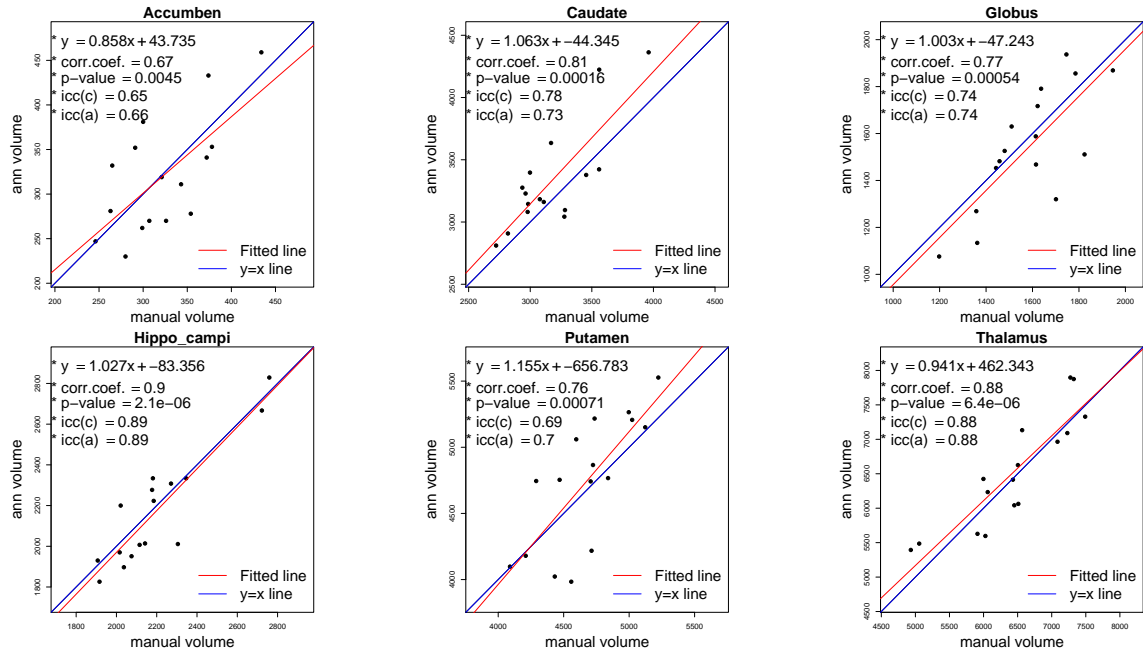 Accumben
* y = 0.858x + 43.735
* corr.coef. = 0.67
* p−value = 0.0045
* icc(c) = 0.65
* icc(a) = 0.66
Fitted line
y=x line
ann volume
200 250 300 350 400 450
200 250 300 350 400 450
manual volume
Caudate
* y = 1.063x + −44.345
* corr.coef. = 0.81
* p−value = 0.00016
* icc(c) = 0.78
* icc(a) = 0.73
Fitted line
y=x line
ann volume
2500 3000 3500 4000 4500
2500 3000 3500 4000 4500
manual volume
Globus
* y = 1.003x + −47.243
* corr.coef. = 0.77
* p−value = 0.00054
* icc(c) = 0.74
* icc(a) = 0.74
Fitted line
y=x line
ann volume
1000 1200 1400 1600 1800 2000
1000 1200 1400 1600 1800 2000
manual volume
Hippo_campi
* y = 1.027x + −83.356
* corr.coef. = 0.9
* p−value = 2.1e−06
* icc(c) = 0.89
* icc(a) = 0.89
Fitted line
y=x line
ann volume
1800 2000 2200 2400 2600 2800
1800 2000 2200 2400 2600 2800
manual volume
Putamen
* y = 1.155x + −656.783
* corr.coef. = 0.76
* p−value = 0.00071
* icc(c) = 0.69
* icc(a) = 0.7
Fitted line
y=x line
ann volume
4000 4500 5000 5500
4000 4500 5000 5500
manual volume
Thalamus
* y = 0.941x + 462.343
* corr.coef. = 0.88
* p−value = 6.4e−06
* icc(c) = 0.88
* icc(a) = 0.88
Fitted line
y=x line
ann volume
4500 5000 5500 6000 6500 7000 7500 8000
4500 5000 5500 6000 6500 7000 7500 8000
manual volume